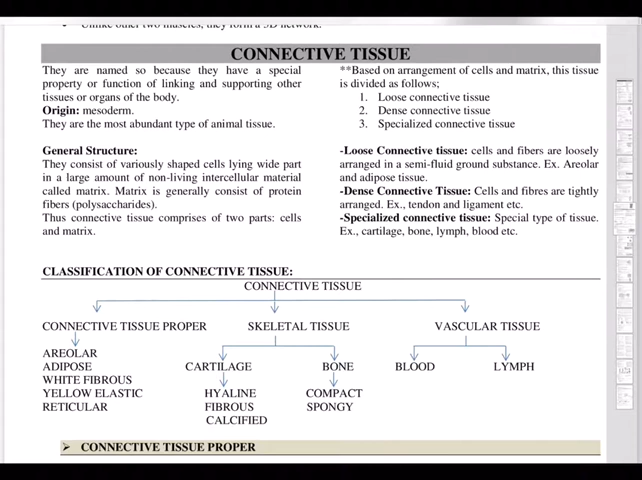 Unlike other two muscles, they form a 3D network.
CONNECTIVE TISSUE
They are named so because they have a special
property or function of linking and supporting other
tissues or organs of the body.
Origin: mesoderm.
They are the most abundant type of animal tissue.
General Structure:
They consist of variously shaped cells lying wide part
in a large amount of non-living intercellular material
called matrix. Matrix is generally consist of protein
fibers (polysaccharides).
Thus connective tissue comprises of two parts: cells
and matrix.
**Based on arrangement of cells and matrix, this tissue
is divided as follows;
1. Loose connective tissue
2. Dense connective tissue
3. Specialized connective tissue
-Loose Connective tissue: cells and fibers are loosely
arranged in a semi-fluid ground substance. Ex. Areolar
and adipose tissue.
-Dense Connective Tissue: Cells and fibres are tightly
arranged. Ex., tendon and ligament etc.
-Specialized connective tissue: Special type of tissue.
Ex., cartilage, bone, lymph, blood etc.
CLASSIFICATION OF CONNECTIVE TISSUE:
CONNECTIVE TISSUE
CONNECTIVE TISSUE PROPER
SKELETAL TISSUE
VASCULAR TISSUE
AREOLAR
ADIPOSE
WHITE FIBROUS
YELLOW ELASTIC
RETICULAR
CARTILAGE
BONE
BLOOD
LYMPH
HYALINE
FIBROUS
CALCIFIED
COMPACT
SPONGY
➢ CONNECTIVE TISSUE PROPER